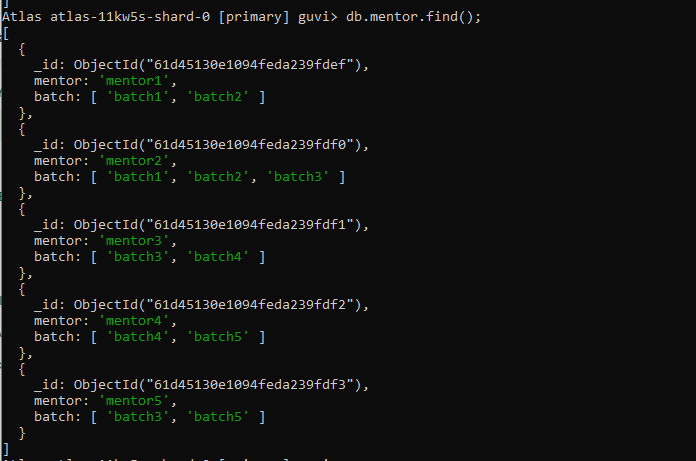 ]
Atlas atlas-11kw5s-shard-0 [primary] guvi> db.mentor.find();
[
  {
    _id: ObjectId("61d45130e1094feda239fdef"),
    mentor: 'mentor1',
    batch: [ 'batch1', 'batch2' ]
  },
  {
    _id: ObjectId("61d45130e1094feda239fdf0"),
    mentor: 'mentor2',
    batch: [ 'batch1', 'batch2', 'batch3' ]
  },
  {
    _id: ObjectId("61d45130e1094feda239fdf1"),
    mentor: 'mentor3',
    batch: [ 'batch3', 'batch4' ]
  },
  {
    _id: ObjectId("61d45130e1094feda239fdf2"),
    mentor: 'mentor4',
    batch: [ 'batch4', 'batch5' ]
  },
  {
    _id: ObjectId("61d45130e1094feda239fdf3"),
    mentor: 'mentor5',
    batch: [ 'batch3', 'batch5' ]
  }
]